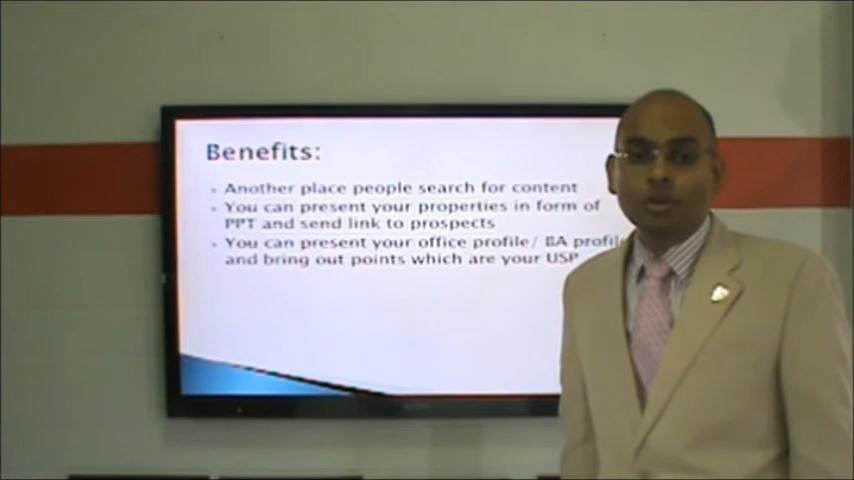 Benefits:
Another place people search for content
You can present your properties in form of
PPT and send link to prospects
You can present your office profile/ BA profile
and bring out points which are your USP